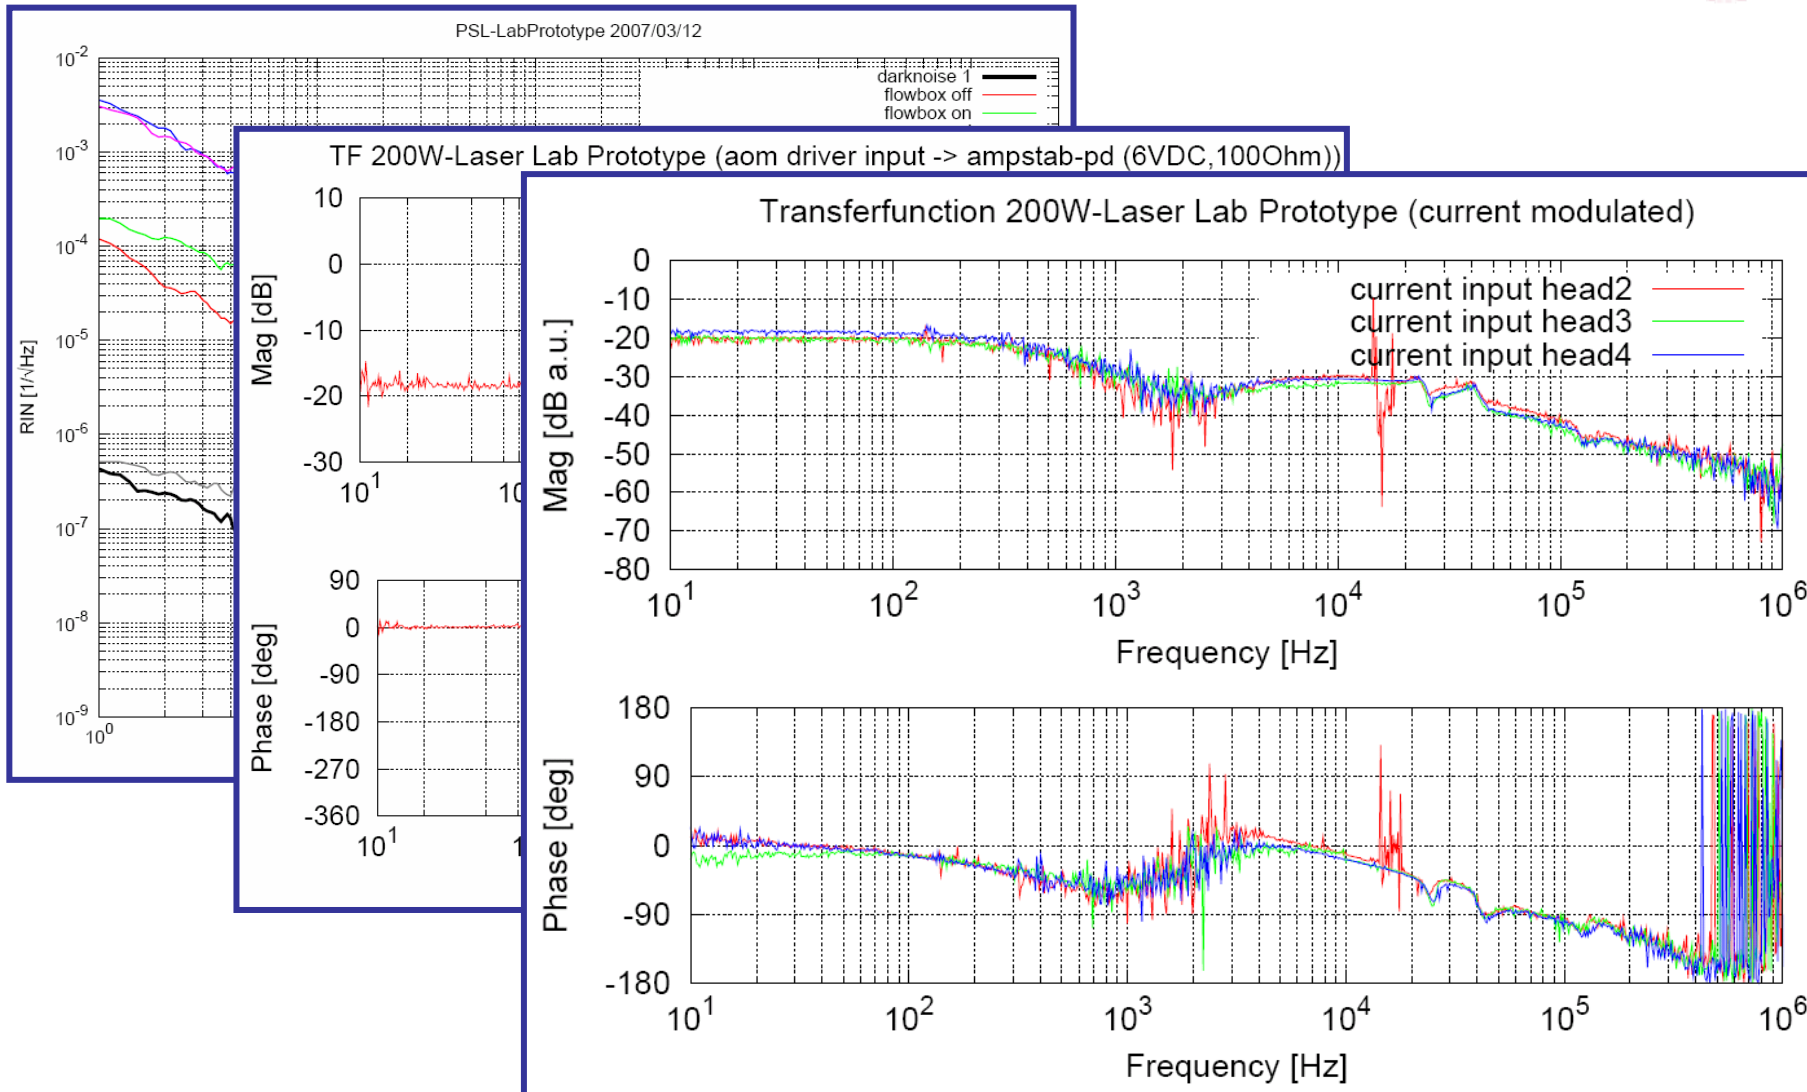 PSL-LabPrototype 2007/03/12
darknoise 1
flowbox off
flowbox on
RIN [1/√Hz]
10^-2
10^-3
10^-4
10^-5
10^-6
10^-7
10^-8
10^-9
10^0
TF 200W-Laser Lab Prototype (aom driver input -> ampstab-pd (6VDC,100Ohm))
Mag [dB]
10
0
-10
-20
-30
10^1
Phase [deg]
90
0
-90
-180
-270
-360
10^1
Transferfunction 200W-Laser Lab Prototype (current modulated)
current input head2
current input head3
current input head4
Mag [dB a.u.]
0
-10
-20
-30
-40
-50
-60
-70
-80
10^1 10^2 10^3 10^4 10^5 10^6
Frequency [Hz]
Phase [deg]
180
90
0
-90
-180
10^1 10^2 10^3 10^4 10^5 10^6
Frequency [Hz]